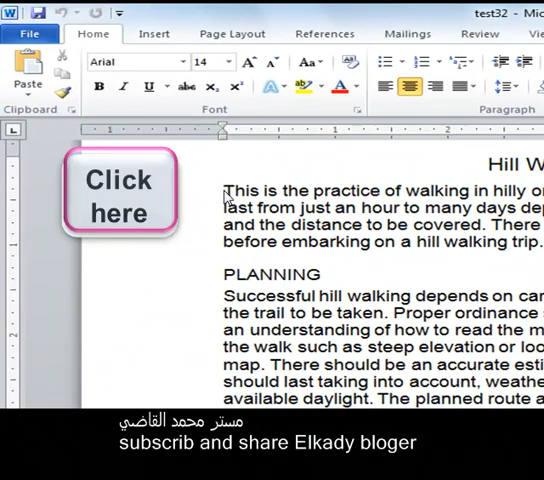 test32 - Mic
File Home Insert Page Layout References Mailings Review View
Arial 14
Paste
Clipboard Font Paragraph
1 1 2
Click
here
Hill W
This is the practice of walking in hilly or
last from just an hour to many days dep
and the distance to be covered. There
before embarking on a hill walking trip.
PLANNING
Successful hill walking depends on car
the trail to be taken. Proper ordinance s
an understanding of how to read the m
the walk such as steep elevation or loo
map. There should be an accurate esti
should last taking into account, weathe
available daylight. The planned route a
مستر محمد القاضي
subscrib and share Elkady bloger